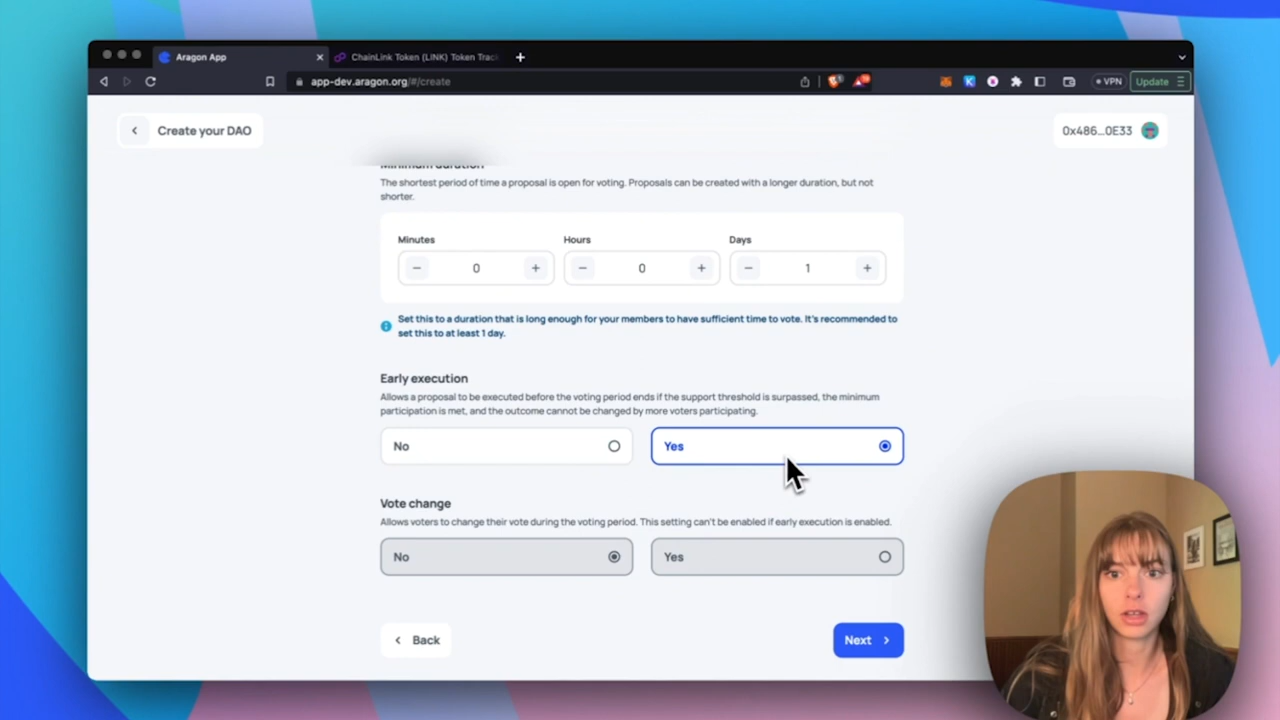 Aragon App
ChainLink Token (LINK) Token Trac
app-dev.aragon.org/#/create
VPN
Update
Create your DAO
0x486...0E33
Minimum duration
The shortest period of time a proposal is open for voting. Proposals can be created with a longer duration, but not
shorter.
Minutes Hours Days
0 0 1
Set this to a duration that is long enough for your members to have sufficient time to vote. It's recommended to
set this to at least 1 day.
Early execution
Allows a proposal to be executed before the voting period ends if the support threshold is surpassed, the minimum
participation is met, and the outcome cannot be changed by more voters participating.
No Yes
Vote change
Allows voters to change their vote during the voting period. This setting can't be enabled if early execution is enabled.
No Yes
Back Next